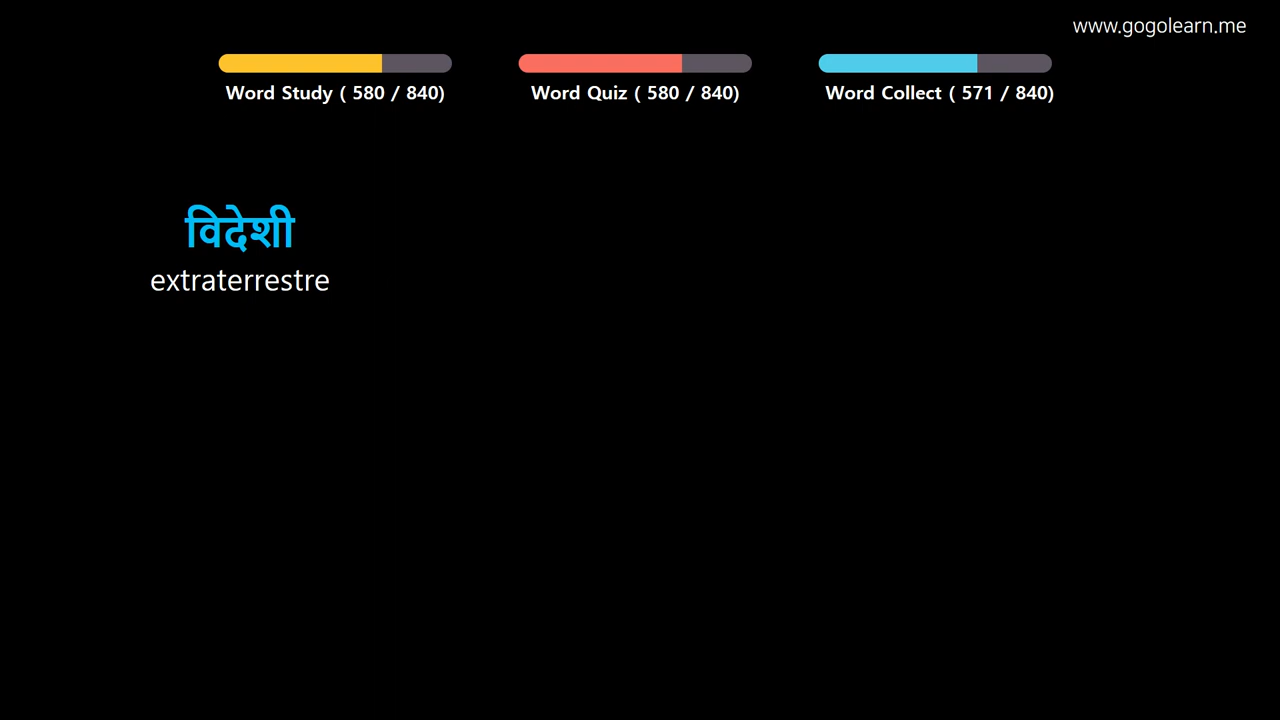 www.gogolearn.me
Word Study ( 580 / 840)
Word Quiz ( 580 / 840)
Word Collect ( 571 / 840)
विदेशी
extraterrestre